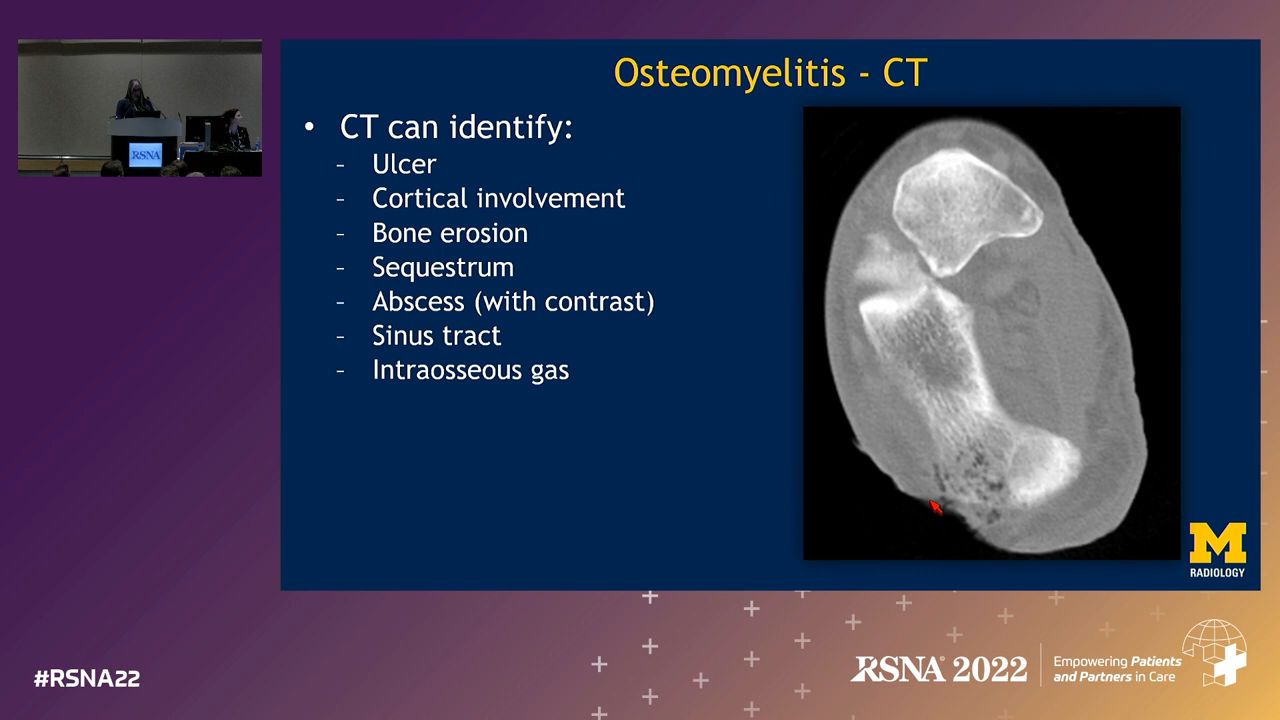 Osteomyelitis - CT
• CT can identify:
- Ulcer
- Cortical involvement
- Bone erosion
- Sequestrum
- Abscess (with contrast)
- Sinus tract
- Intraosseous gas
RSNA
M
RADIOLOGY
#RSNA22
RSNA® 2022
Empowering Patients
and Partners in Care